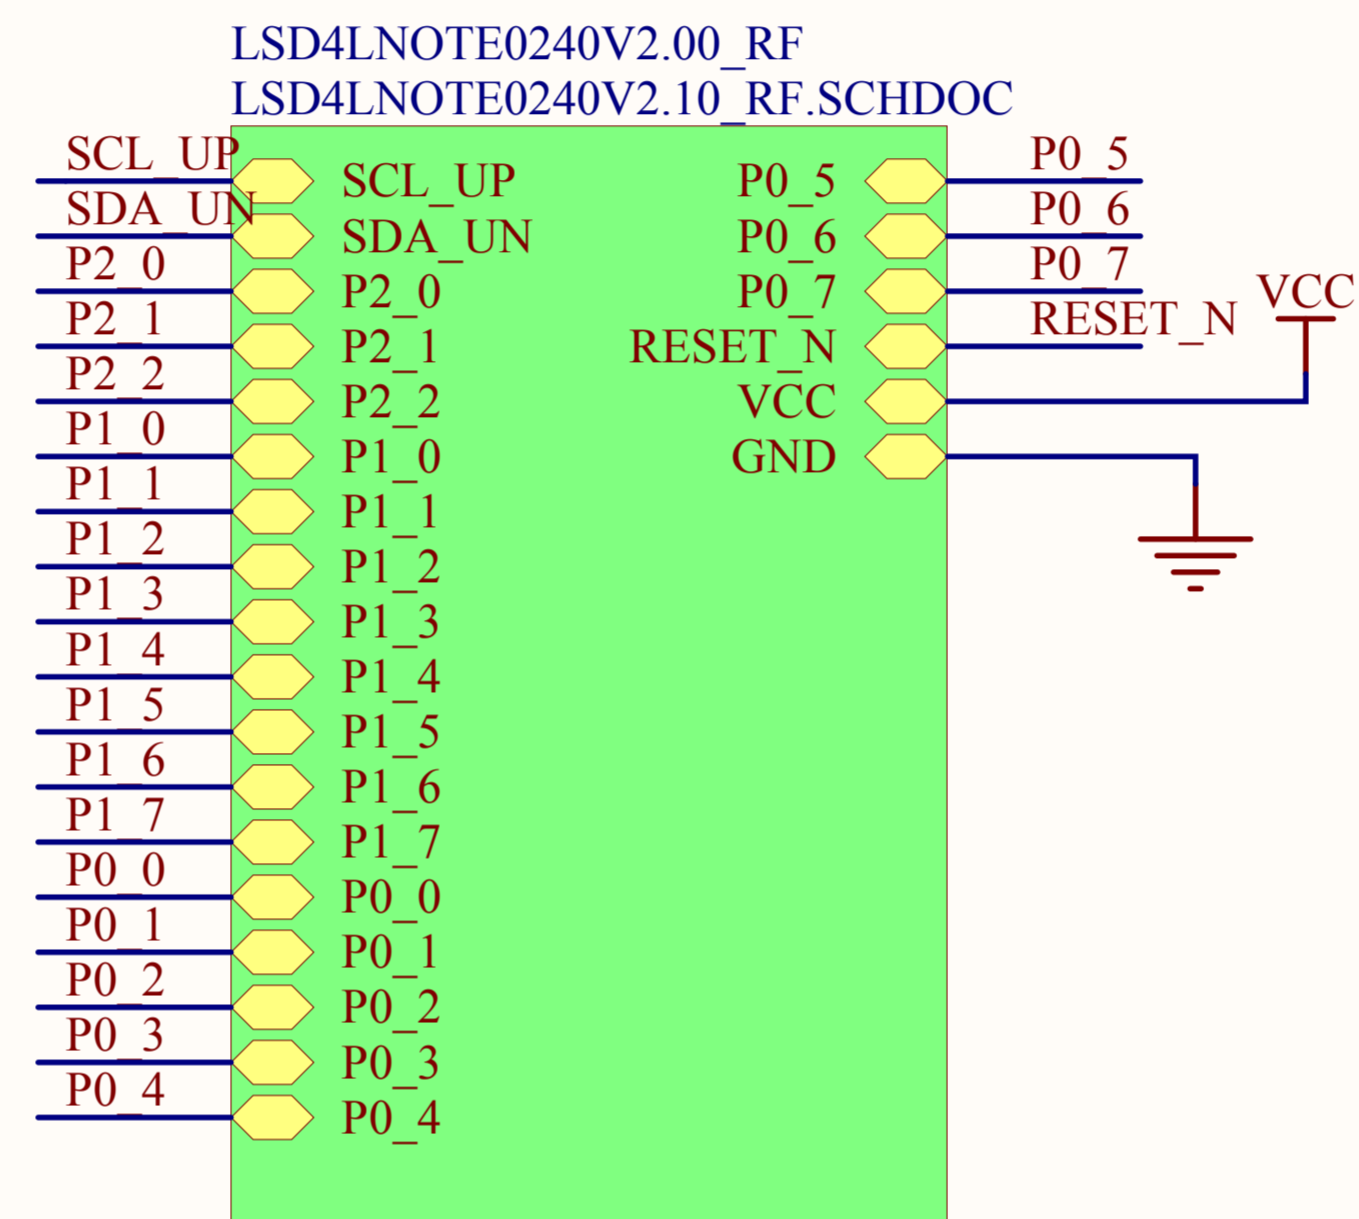 LSD4LNOTE0240V2.00_RF
LSD4LNOTE0240V2.10_RF.SCHDOC
SCL_UP SCL_UP P0_5 P0_5
SDA_UN SDA_UN P0_6 P0_6
P2_0 P2_0 P0_7 P0_7
VCC
P2_1 P2_1 RESET_N RESET_N
P2_2 P2_2 VCC
P1_0 P1_0 GND
P1_1 P1_1
P1_2 P1_2
P1_3 P1_3
P1_4 P1_4
P1_5 P1_5
P1_6 P1_6
P1_7 P1_7
P0_0 P0_0
P0_1 P0_1
P0_2 P0_2
P0_3 P0_3
P0_4 P0_4